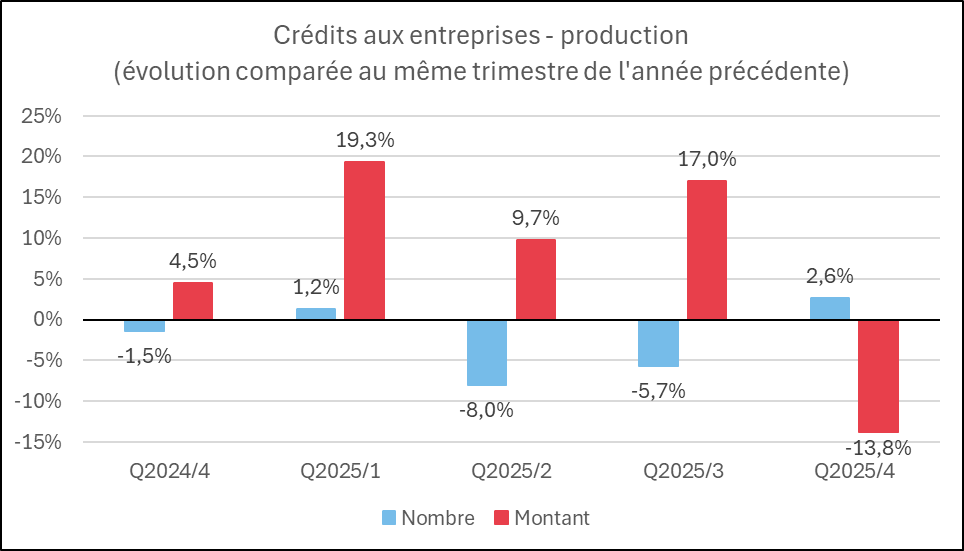 Crédits aux entreprises - production
(évolution comparée au même trimestre de l'année précédente)
25%
20%
15%
10%
5%
0%
-5%
-10%
-15%
-1,5%
4,5%
1,2%
19,3%
-8,0%
9,7%
-5,7%
17,0%
2,6%
-13,8%
Q2024/4
Q2025/1
Q2025/2
Q2025/3
Q2025/4
Nombre
Montant